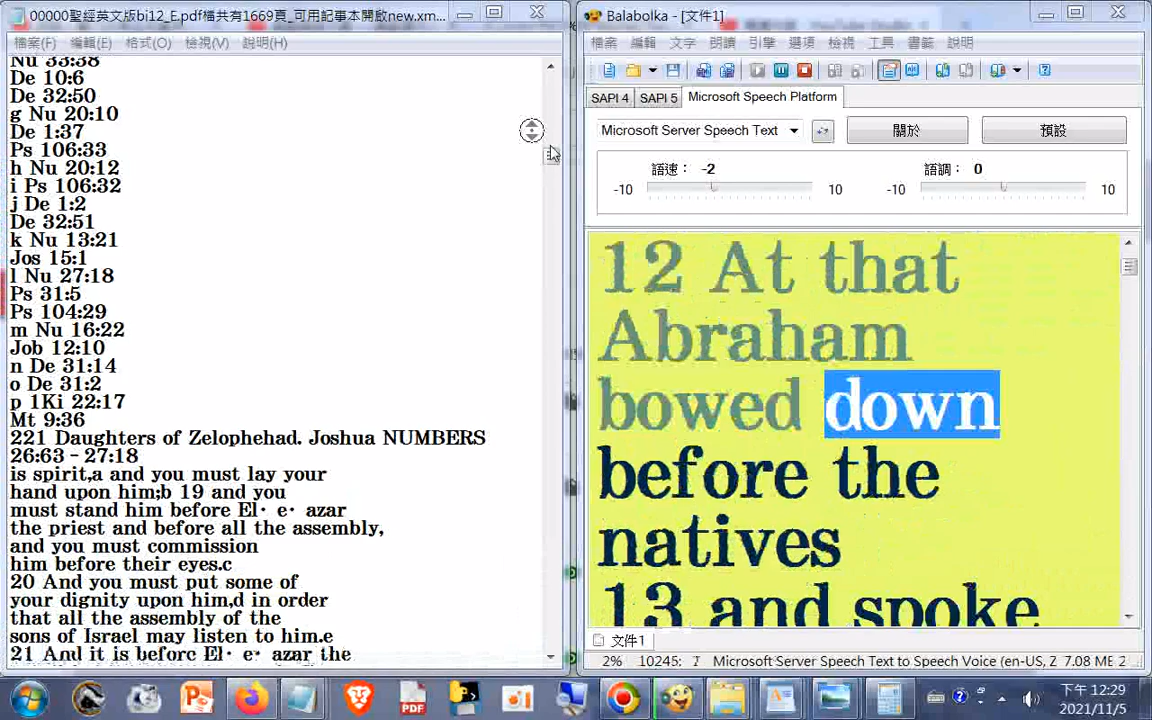 00000聖經英文版bi12_E.pdf檔共有1669頁_可用記事本開啟new.xm...
檔案(F) 編輯(E) 格式(O) 檢視(V) 說明(H)
Nu 33:38
De 10:6
De 32:50
g Nu 20:10
De 1:37
Ps 106:33
h Nu 20:12
i Ps 106:32
j De 1:2
De 32:51
k Nu 13:21
Jos 15:1
l Nu 27:18
Ps 31:5
Ps 104:29
m Nu 16:22
Job 12:10
n De 31:14
o De 31:2
p 1Ki 22:17
Mt 9:36
221 Daughters of Zelophehad. Joshua NUMBERS
26:63–27:18
is spirit,a and you must lay your
hand upon him;b 19 and you
must stand him before El·e·azar
the priest and before all the assembly,
and you must commission
him before their eyes.c
20 And you must put some of
your dignity upon him,d in order
that all the assembly of the
sons of Israel may listen to him.e
21 And it is before El·e·azar the
Balabolka - [文件1]
檔案 編輯 文字 朗讀 引擎 選項 檢視 工具 書籤 說明
SAPI 4 SAPI 5 Microsoft Speech Platform
Microsoft Server Speech Text 關於 預設
語速： -2 語調： 0
-10 10 -10 10
12 At that
Abraham
bowed down
before the
natives
13 and spoke
文件1
2% 10245: 7 Microsoft Server Speech Text to Speech Voice (en-US, Z 7.08 ME 2
下午 12:29
2021/11/5